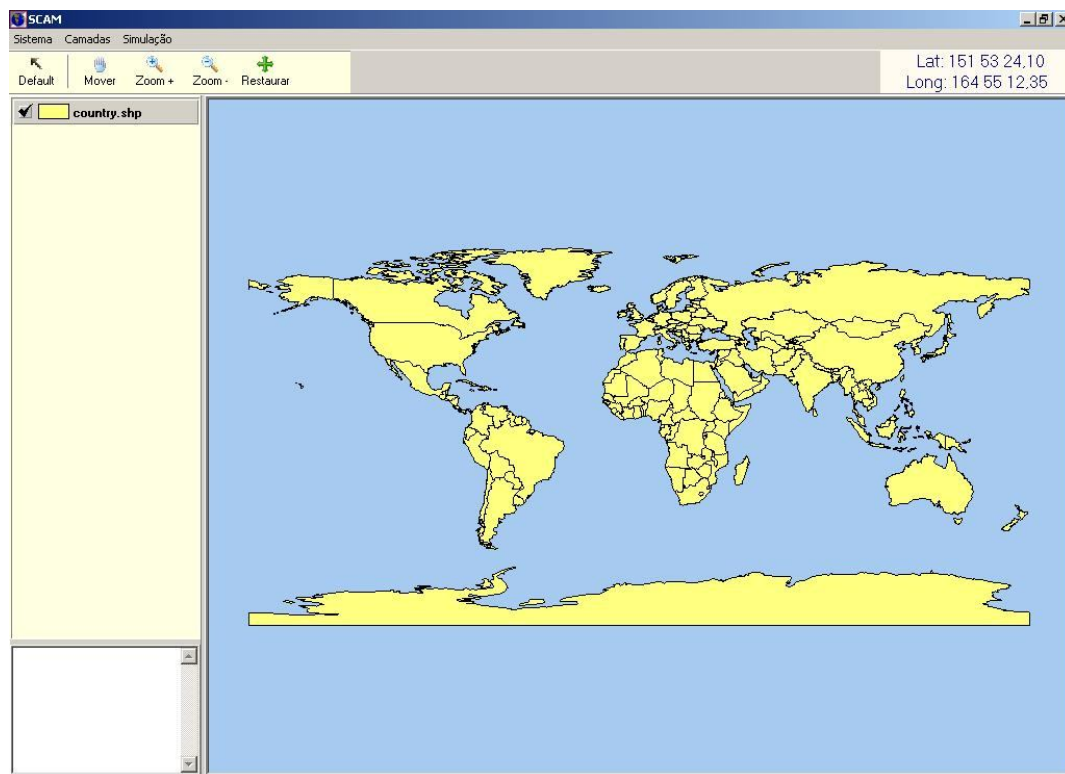 SCAM
Sistema Camadas Simulação
Default Mover Zoom + Zoom - Restaurar
Lat: 151 53 24,10
Long: 164 55 12,35
country.shp